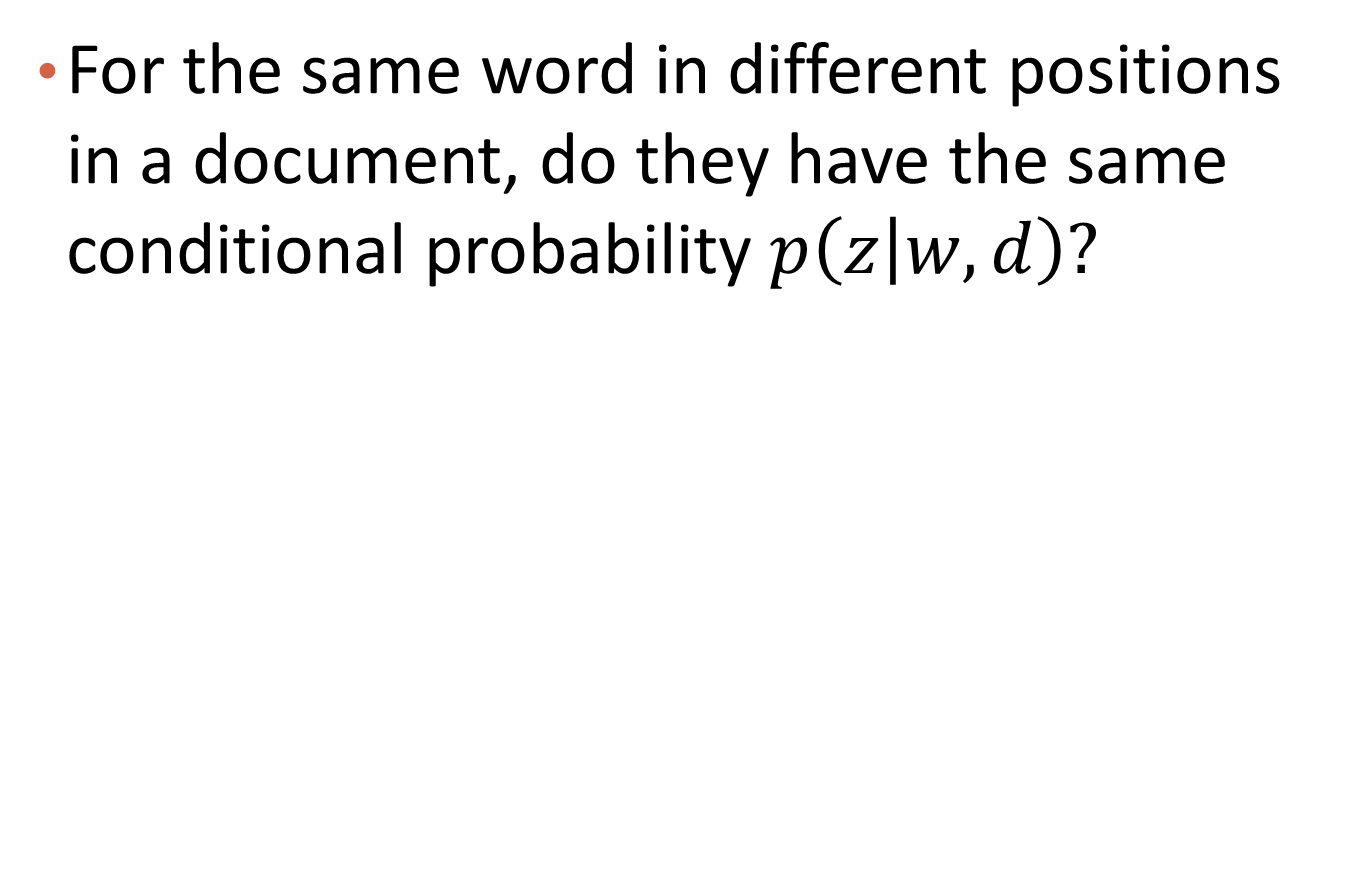 •For the same word in different positions
in a document, do they have the same
conditional probability 𝑝(𝑧|𝑤, 𝑑)?